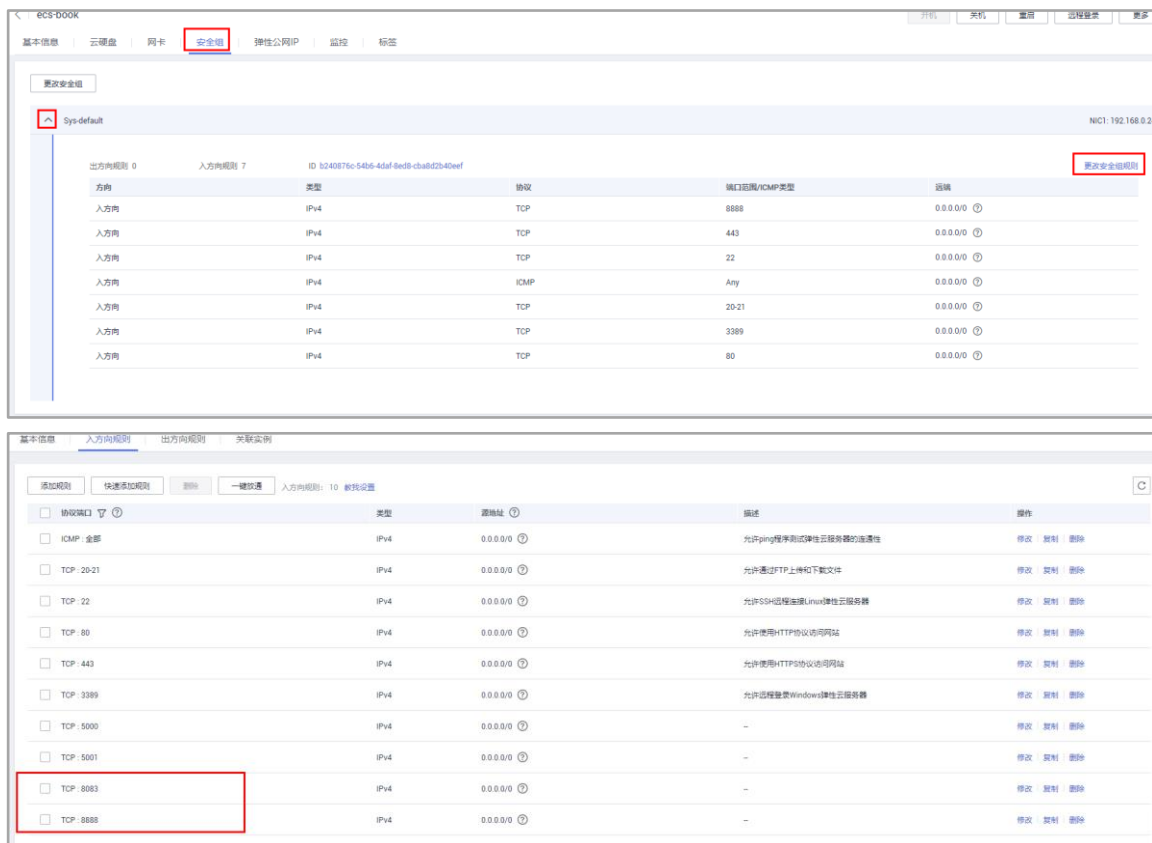 ecs-book 开机 关机 重启 远程登录 更多
基本信息 云硬盘 网卡 安全组 弹性公网IP 监控 标签
更改安全组
Sys-default NIC1: 192.168.0.2
出方向规则 0 入方向规则 7 ID b240876c-54b6-4daf-8ed8-cba8d2b40eef 更改安全组规则
方向 类型 协议 端口范围/ICMP类型 远端
入方向 IPv4 TCP 8888 0.0.0.0/0
入方向 IPv4 TCP 443 0.0.0.0/0
入方向 IPv4 TCP 22 0.0.0.0/0
入方向 IPv4 ICMP Any 0.0.0.0/0
入方向 IPv4 TCP 20-21 0.0.0.0/0
入方向 IPv4 TCP 3389 0.0.0.0/0
入方向 IPv4 TCP 80 0.0.0.0/0
基本信息 入方向规则 出方向规则 关联实例
添加规则 快速添加规则 删除 一键放通 入方向规则: 10 教我设置
协议端口 类型 源地址 描述 操作
ICMP : 全部 IPv4 0.0.0.0/0 允许ping程序测试弹性云服务器的连通性 修改 复制 删除
TCP : 20-21 IPv4 0.0.0.0/0 允许通过FTP上传和下载文件 修改 复制 删除
TCP : 22 IPv4 0.0.0.0/0 允许SSH远程连接Linux弹性云服务器 修改 复制 删除
TCP : 80 IPv4 0.0.0.0/0 允许使用HTTP协议访问网站 修改 复制 删除
TCP : 443 IPv4 0.0.0.0/0 允许使用HTTPS协议访问网站 修改 复制 删除
TCP : 3389 IPv4 0.0.0.0/0 允许远程登录Windows弹性云服务器 修改 复制 删除
TCP : 5000 IPv4 0.0.0.0/0 -- 修改 复制 删除
TCP : 5001 IPv4 0.0.0.0/0 -- 修改 复制 删除
TCP : 8083 IPv4 0.0.0.0/0 -- 修改 复制 删除
TCP : 8888 IPv4 0.0.0.0/0 -- 修改 复制 删除